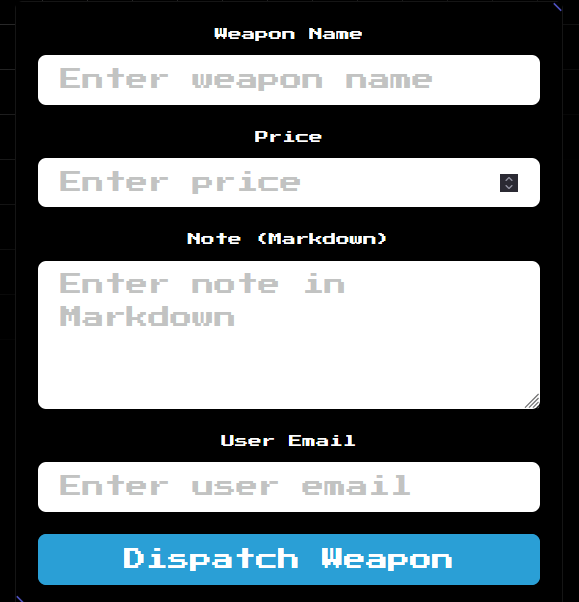 Weapon Name
Enter weapon name
Price
Enter price
Note (Markdown)
Enter note in
Markdown
User Email
Enter user email
Dispatch Weapon